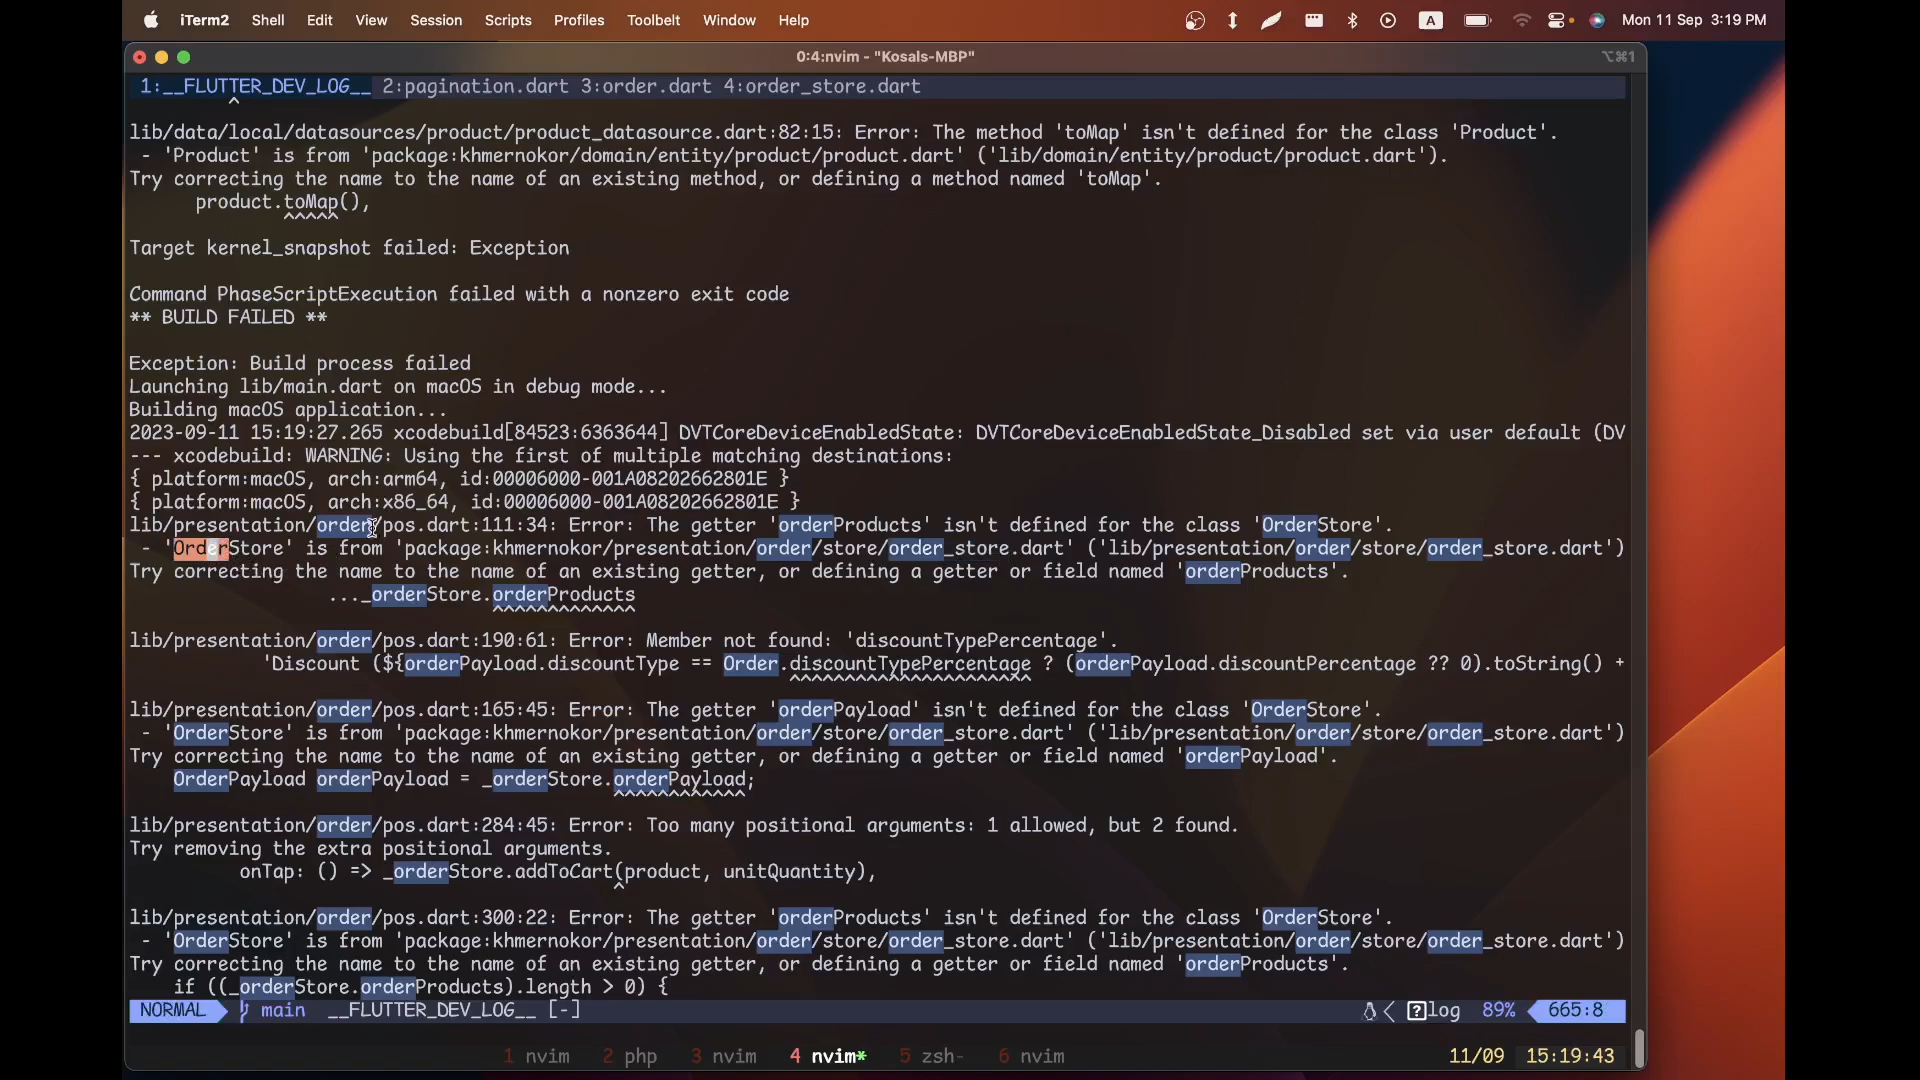 iTerm2 Shell Edit View Session Scripts Profiles Toolbelt Window Help A Mon 11 Sep 3:19 PM
0:4:nvim - "Kosals-MBP" ⌥⌘1
1:__FLUTTER_DEV_LOG__ 2:pagination.dart 3:order.dart 4:order_store.dart
^
lib/data/local/datasources/product/product_datasource.dart:82:15: Error: The method 'toMap' isn't defined for the class 'Product'.
- 'Product' is from 'package:khmernokor/domain/entity/product/product.dart' ('lib/domain/entity/product/product.dart').
Try correcting the name to the name of an existing method, or defining a method named 'toMap'.
product.toMap(),
^^^^^
Target kernel_snapshot failed: Exception
Command PhaseScriptExecution failed with a nonzero exit code
** BUILD FAILED **
Exception: Build process failed
Launching lib/main.dart on macOS in debug mode...
Building macOS application...
2023-09-11 15:19:27.265 xcodebuild[84523:6363644] DVTCoreDeviceEnabledState: DVTCoreDeviceEnabledState_Disabled set via user default (DV
--- xcodebuild: WARNING: Using the first of multiple matching destinations:
{ platform:macOS, arch:arm64, id:00006000-001A08202662801E }
{ platform:macOS, arch:x86_64, id:00006000-001A08202662801E }
lib/presentation/order/pos.dart:111:34: Error: The getter 'orderProducts' isn't defined for the class 'OrderStore'.
- 'OrderStore' is from 'package:khmernokor/presentation/order/store/order_store.dart' ('lib/presentation/order/store/order_store.dart')
Try correcting the name to the name of an existing getter, or defining a getter or field named 'orderProducts'.
..._orderStore.orderProducts
^^^^^^^^^^^^^
lib/presentation/order/pos.dart:190:61: Error: Member not found: 'discountTypePercentage'.
'Discount (${orderPayload.discountType == Order.discountTypePercentage ? (orderPayload.discountPercentage ?? 0).toString() +
^^^^^^^^^^^^^^^^^^^^^^
lib/presentation/order/pos.dart:165:45: Error: The getter 'orderPayload' isn't defined for the class 'OrderStore'.
- 'OrderStore' is from 'package:khmernokor/presentation/order/store/order_store.dart' ('lib/presentation/order/store/order_store.dart')
Try correcting the name to the name of an existing getter, or defining a getter or field named 'orderPayload'.
OrderPayload orderPayload = _orderStore.orderPayload;
^^^^^^^^^^^^
lib/presentation/order/pos.dart:284:45: Error: Too many positional arguments: 1 allowed, but 2 found.
Try removing the extra positional arguments.
onTap: () => _orderStore.addToCart(product, unitQuantity),
^
lib/presentation/order/pos.dart:300:22: Error: The getter 'orderProducts' isn't defined for the class 'OrderStore'.
- 'OrderStore' is from 'package:khmernokor/presentation/order/store/order_store.dart' ('lib/presentation/order/store/order_store.dart')
Try correcting the name to the name of an existing getter, or defining a getter or field named 'orderProducts'.
if ((_orderStore.orderProducts).length > 0) {
NORMAL main __FLUTTER_DEV_LOG__ [-] ?log 89% 665:8
1 nvim 2 php 3 nvim 4 nvim* 5 zsh- 6 nvim 11/09 15:19:43